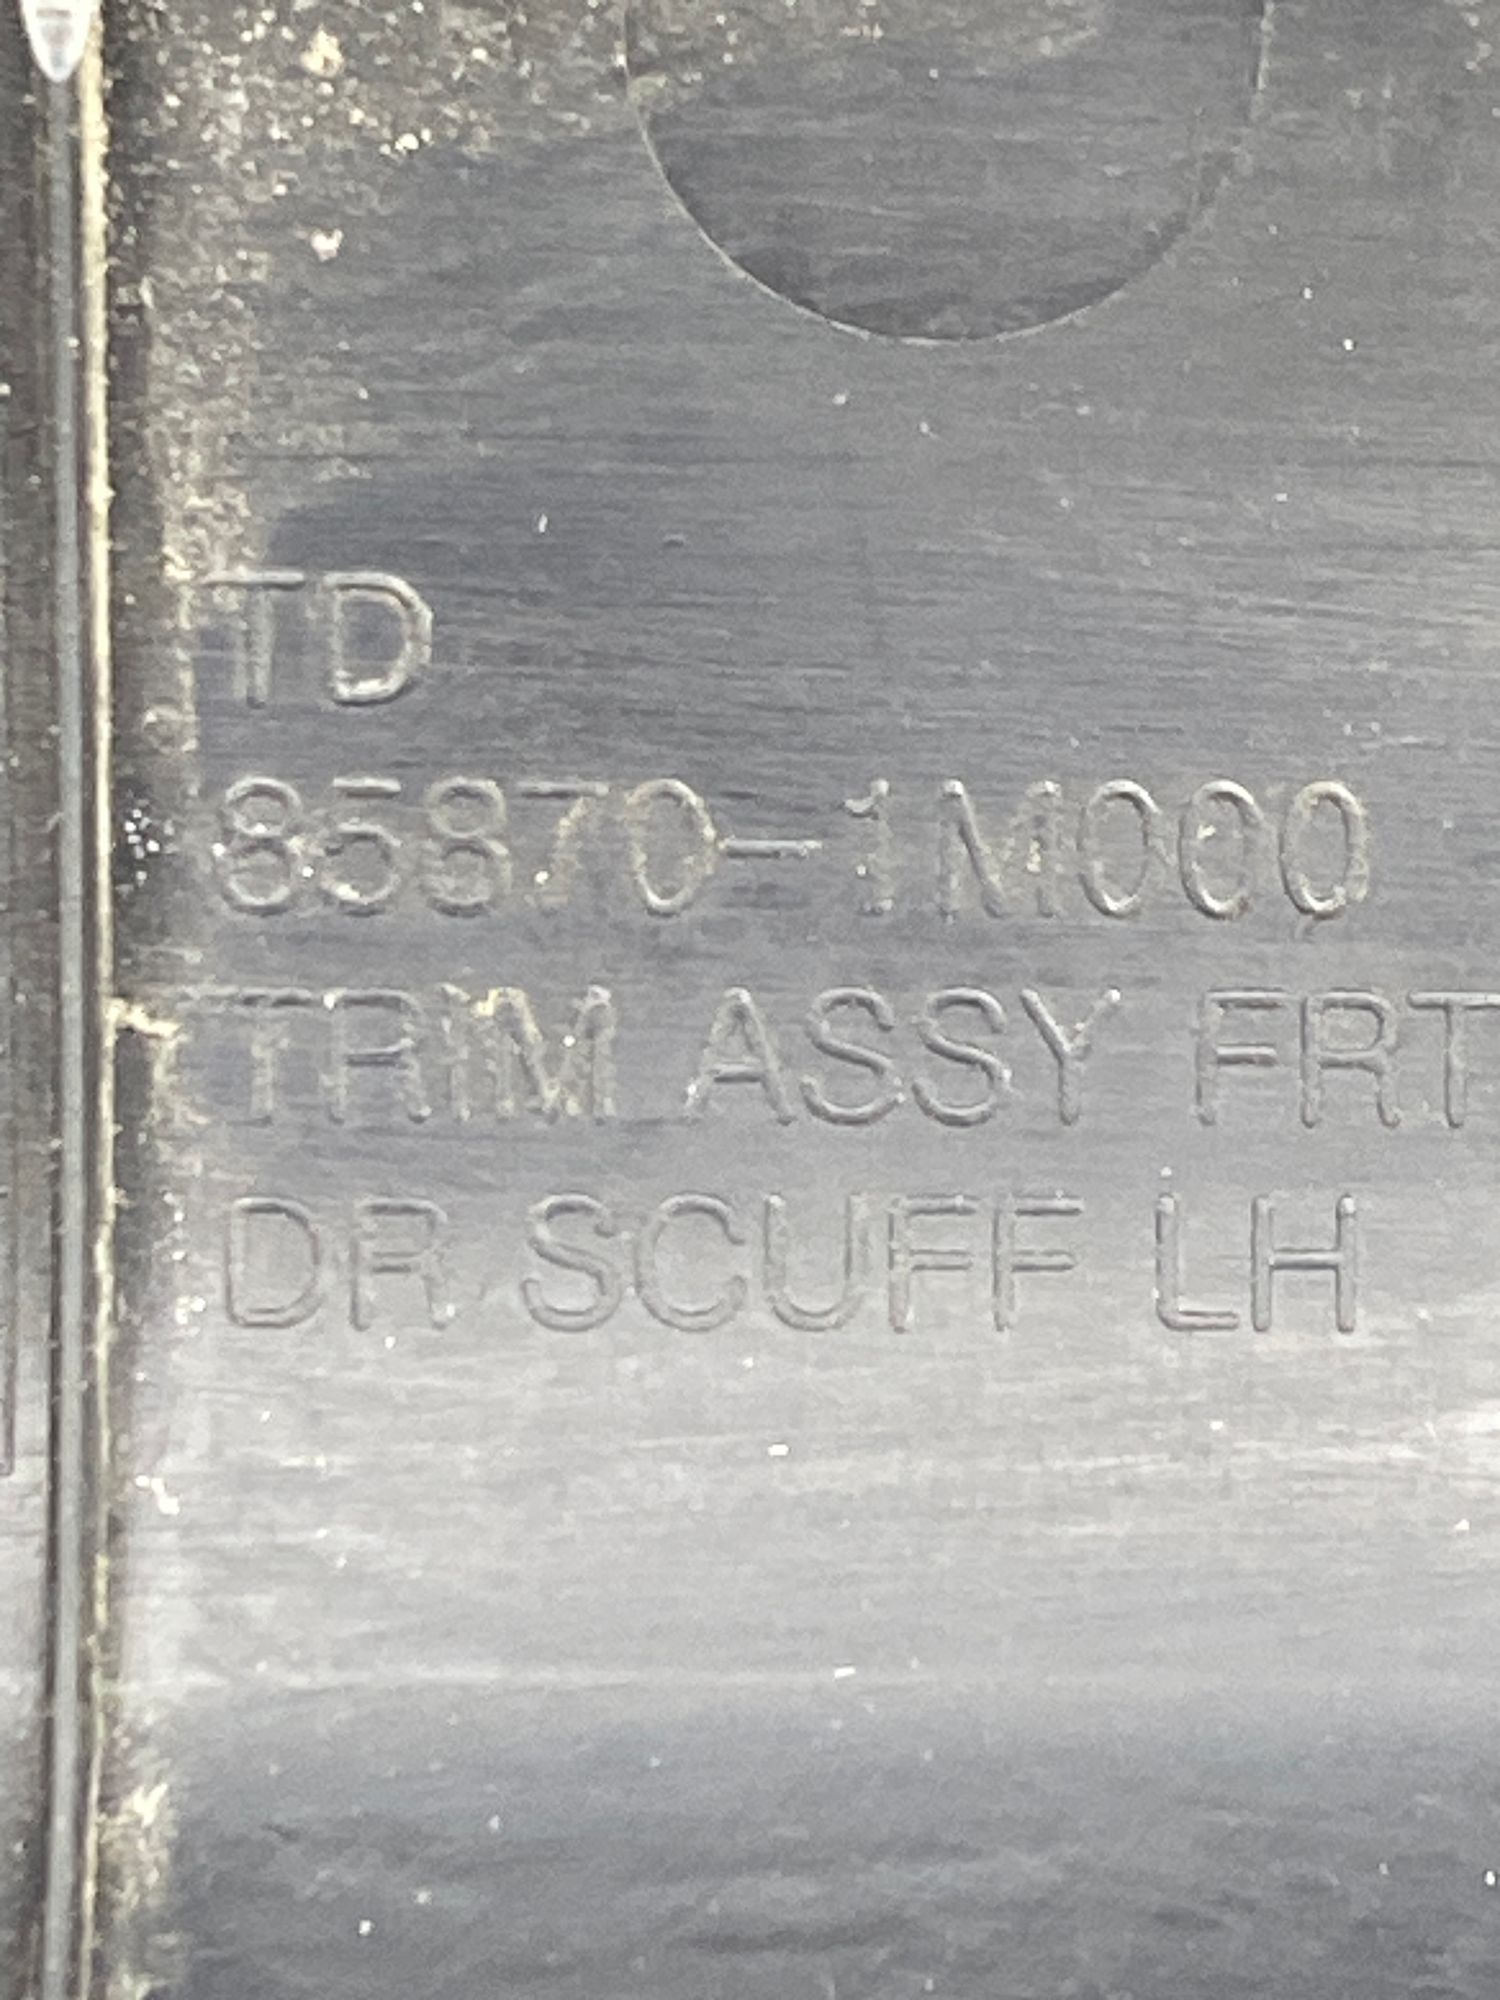 TD
85870-1M000
TRIM ASSY FRT
DR SCUFF LH